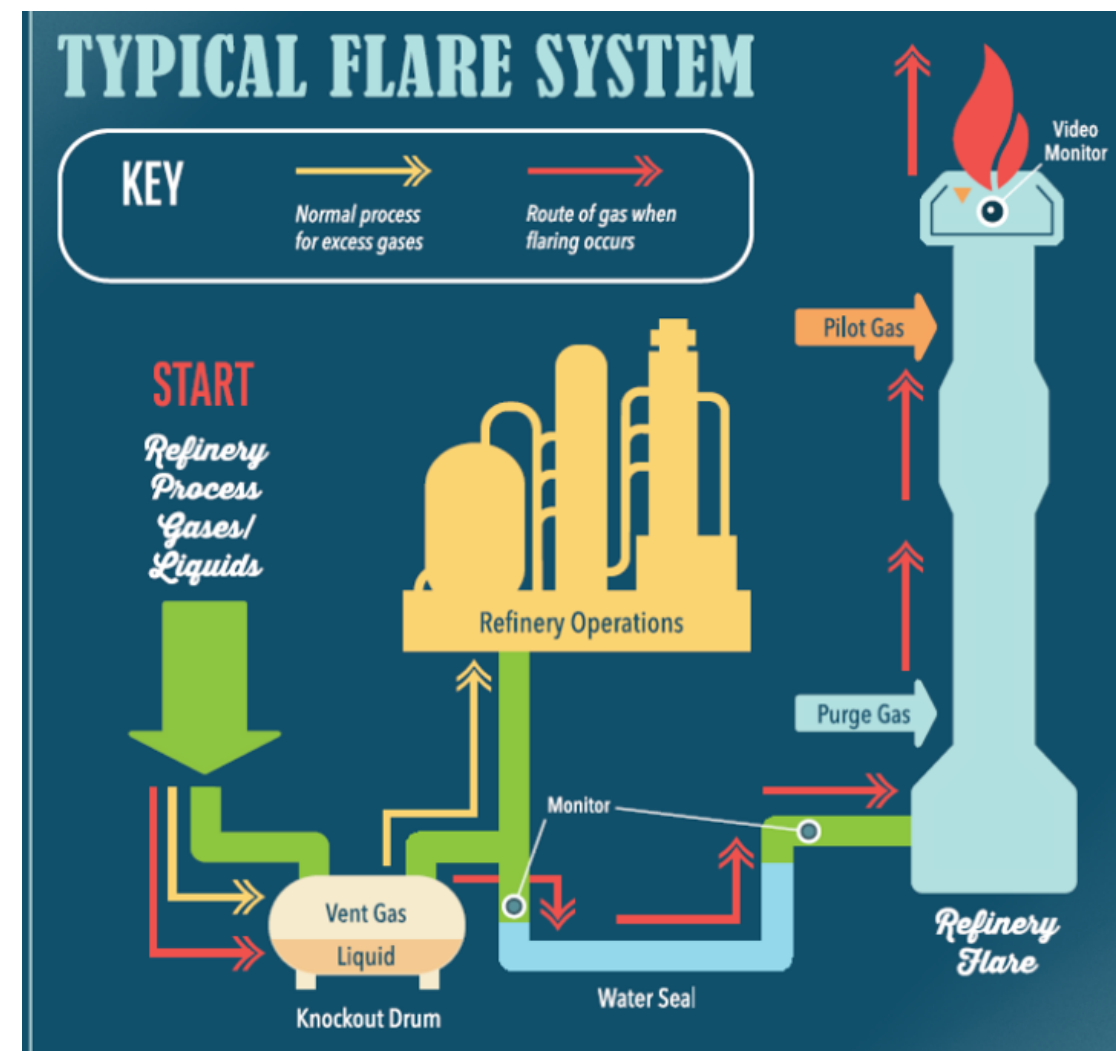 TYPICAL FLARE SYSTEM
KEY
Normal process
for excess gases
Route of gas when
flaring occurs
Video
Monitor
Pilot Gas
START
Refinery
Process
Gases/
Liquids
Refinery Operations
Purge Gas
Monitor
Vent Gas
Liquid
Knockout Drum
Water Seal
Refinery
Flare